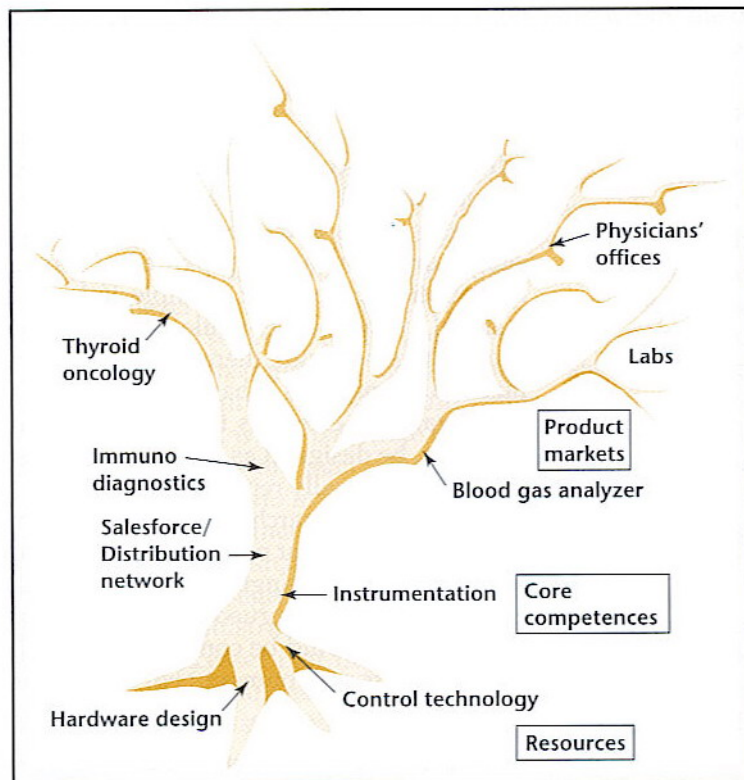 Physicians'
offices
Thyroid
oncology
Labs
Product
markets
Immuno
diagnostics
Blood gas analyzer
Salesforce/
Distribution
network
Instrumentation
Core
competences
Control technology
Hardware design
Resources